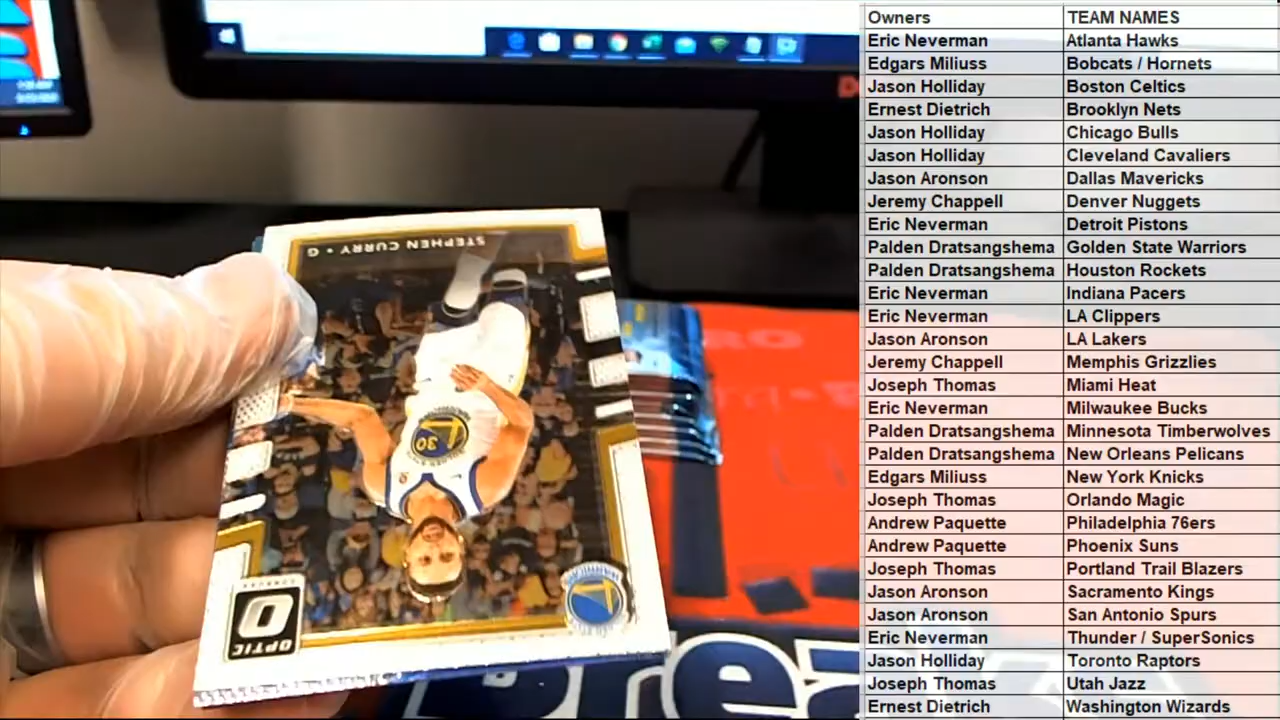 Owners TEAM NAMES
Eric Neverman Atlanta Hawks
Edgars Miliuss Bobcats / Hornets
Jason Holliday Boston Celtics
Ernest Dietrich Brooklyn Nets
Jason Holliday Chicago Bulls
Jason Holliday Cleveland Cavaliers
Jason Aronson Dallas Mavericks
Jeremy Chappell Denver Nuggets
Eric Neverman Detroit Pistons
Palden Dratsangshema Golden State Warriors
Palden Dratsangshema Houston Rockets
Eric Neverman Indiana Pacers
Eric Neverman LA Clippers
Jason Aronson LA Lakers
Jeremy Chappell Memphis Grizzlies
Joseph Thomas Miami Heat
Eric Neverman Milwaukee Bucks
Palden Dratsangshema Minnesota Timberwolves
Palden Dratsangshema New Orleans Pelicans
Edgars Miliuss New York Knicks
Joseph Thomas Orlando Magic
Andrew Paquette Philadelphia 76ers
Andrew Paquette Phoenix Suns
Joseph Thomas Portland Trail Blazers
Jason Aronson Sacramento Kings
Jason Aronson San Antonio Spurs
Eric Neverman Thunder / SuperSonics
Jason Holliday Toronto Raptors
Joseph Thomas Utah Jazz
Ernest Dietrich Washington Wizards
STEPHEN CURRY • G
30
WARRIORS
DONRUSS
O
OPTIC
Brea